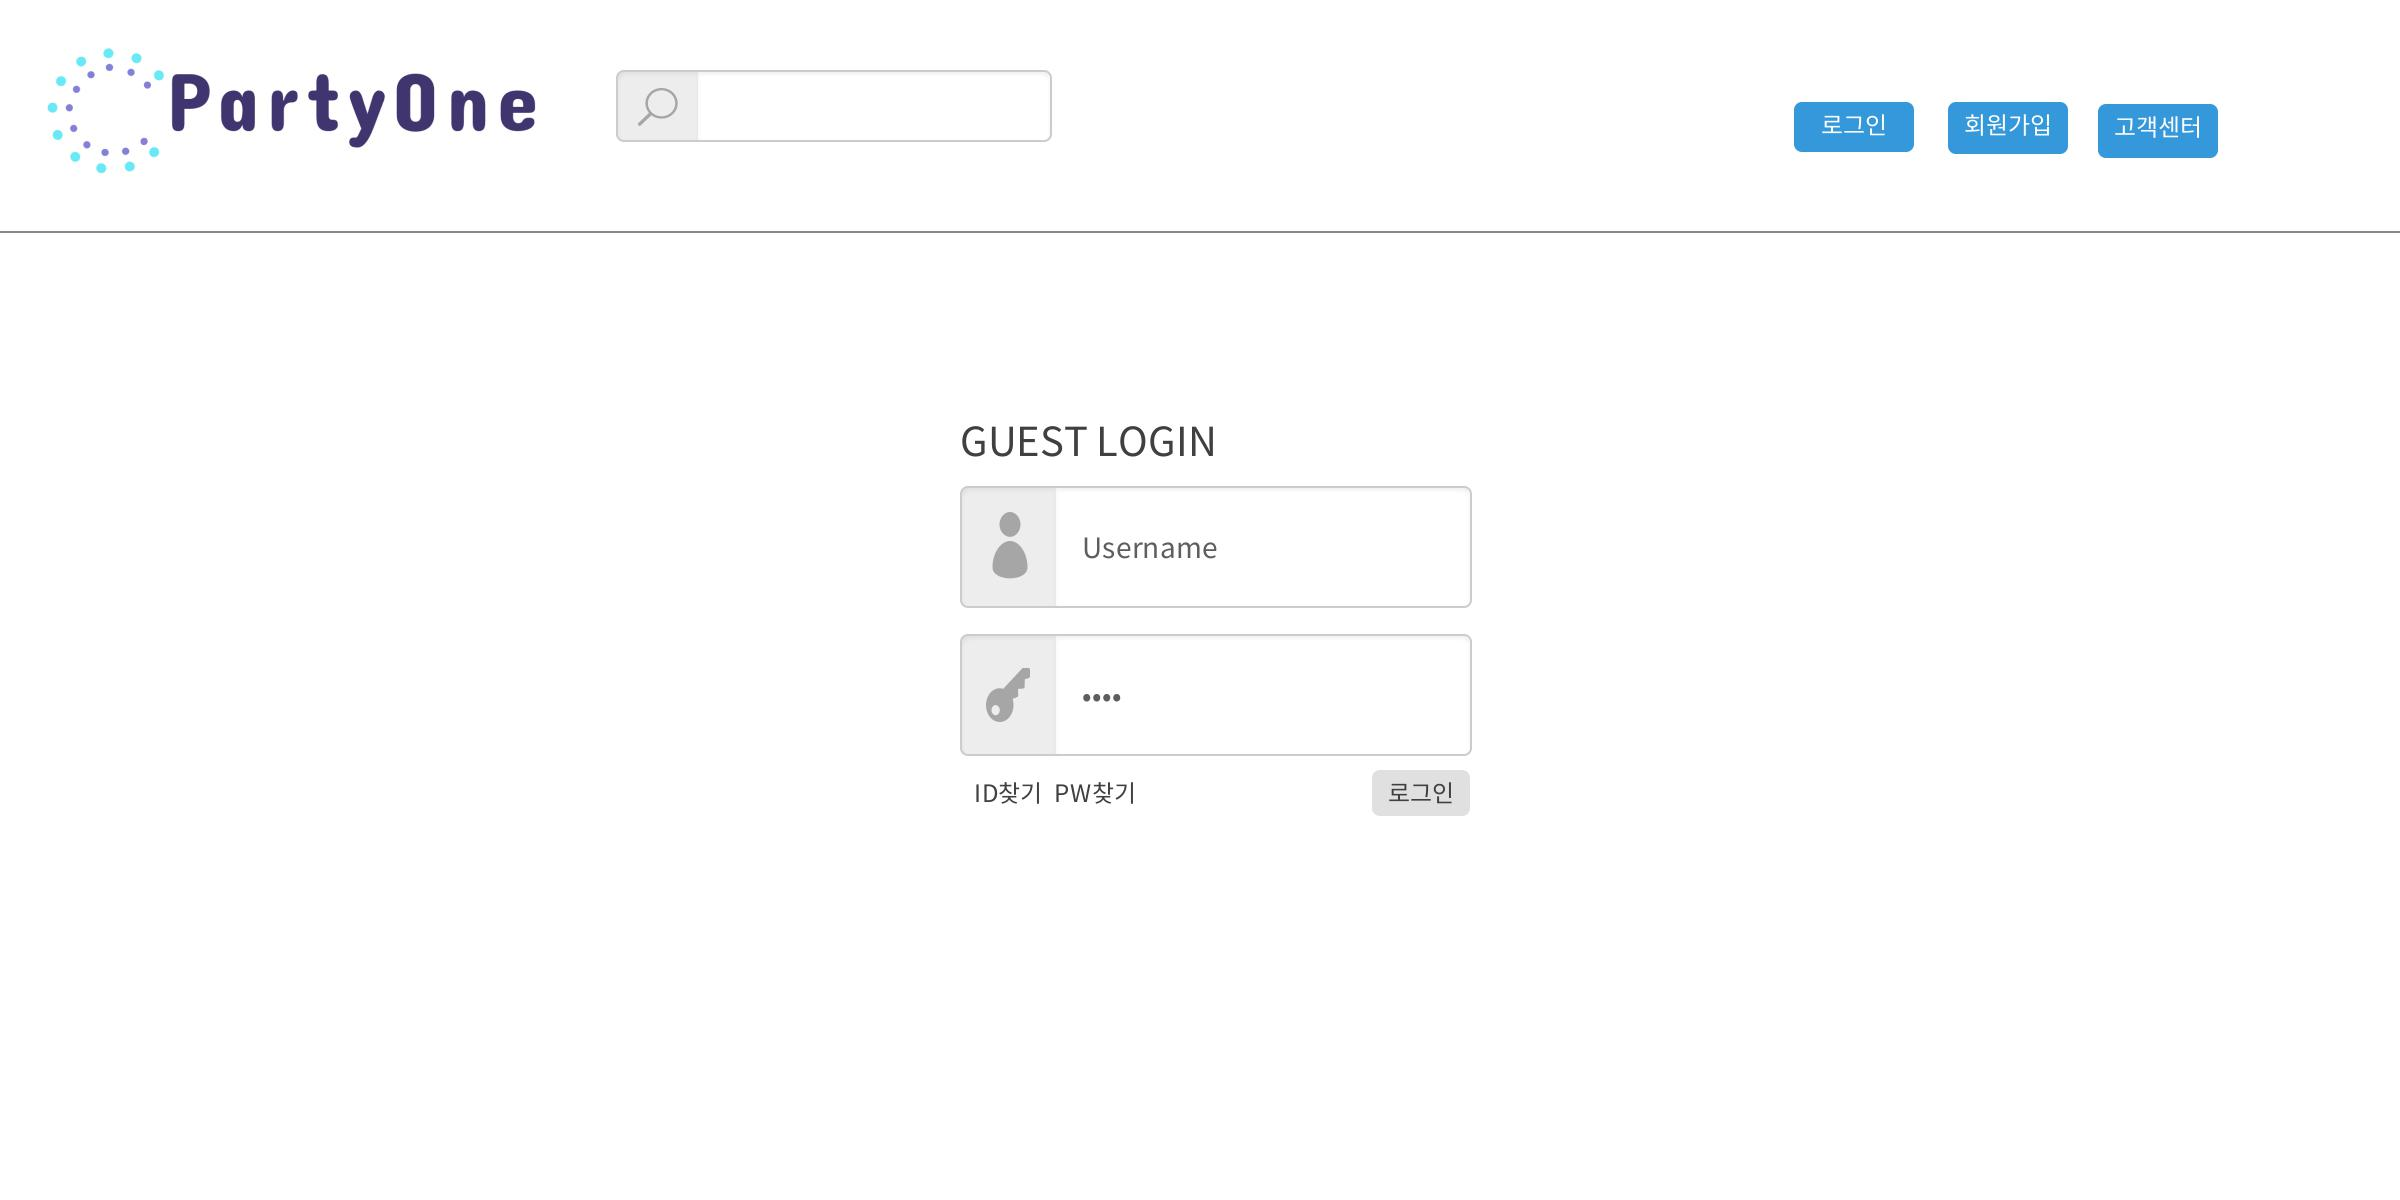 PartyOne
로그인 회원가입 고객센터
GUEST LOGIN
Username
••••
ID찾기 PW찾기 로그인